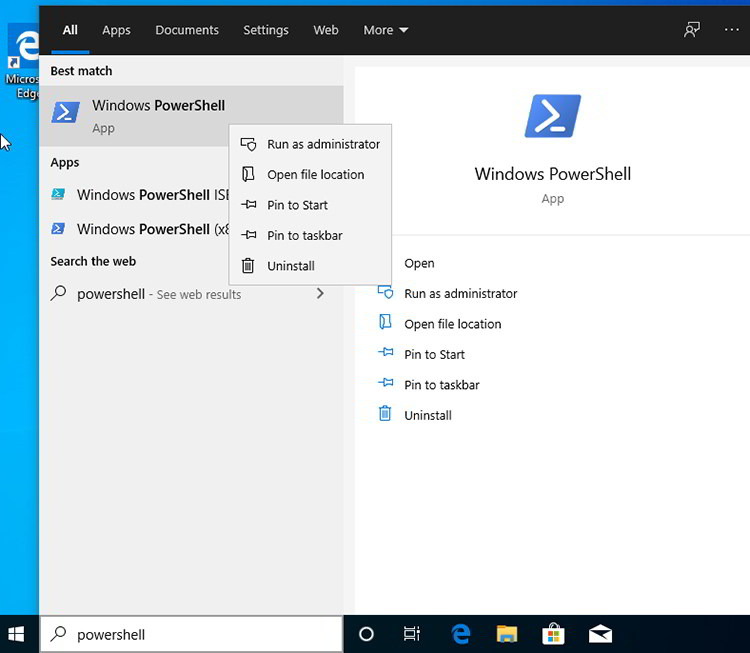 All Apps Documents Settings Web More
Micros
Edge
Best match
Windows PowerShell
App
Apps
Windows PowerShell ISE
Windows PowerShell (x8
Search the web
powershell - See web results
Run as administrator
Open file location
Pin to Start
Pin to taskbar
Uninstall
Windows PowerShell
App
Open
Run as administrator
Open file location
Pin to Start
Pin to taskbar
Uninstall
powershell